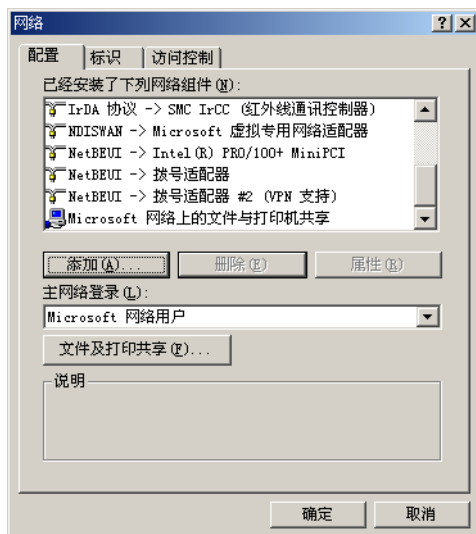 网络
配置 标识 访问控制
已经安装了下列网络组件(N):
IrDA 协议 -> SMC IrCC (红外线通讯控制器)
NDISWAN -> Microsoft 虚拟专用网络适配器
NetBEUI -> Intel(R) PRO/100+ MiniPCI
NetBEUI -> 拨号适配器
NetBEUI -> 拨号适配器 #2 (VPN 支持)
Microsoft 网络上的文件与打印机共享
添加(A)... 删除(E) 属性(R)
主网络登录(L):
Microsoft 网络用户
文件及打印共享(F)...
说明
确定 取消